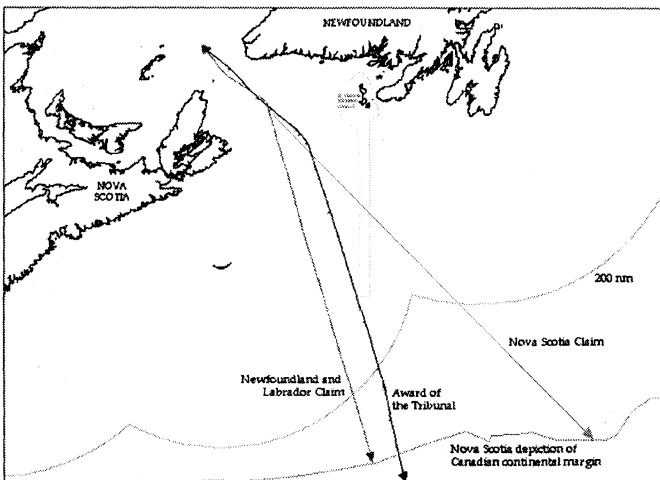 NEWFOUNDLAND
NOVA
SCOTIA
200 nm
Nova Scotia Claim
Newfoundland and
Labrador Claim
Award of
the Tribunal
Nova Scotia depiction of
Canadian continental margin